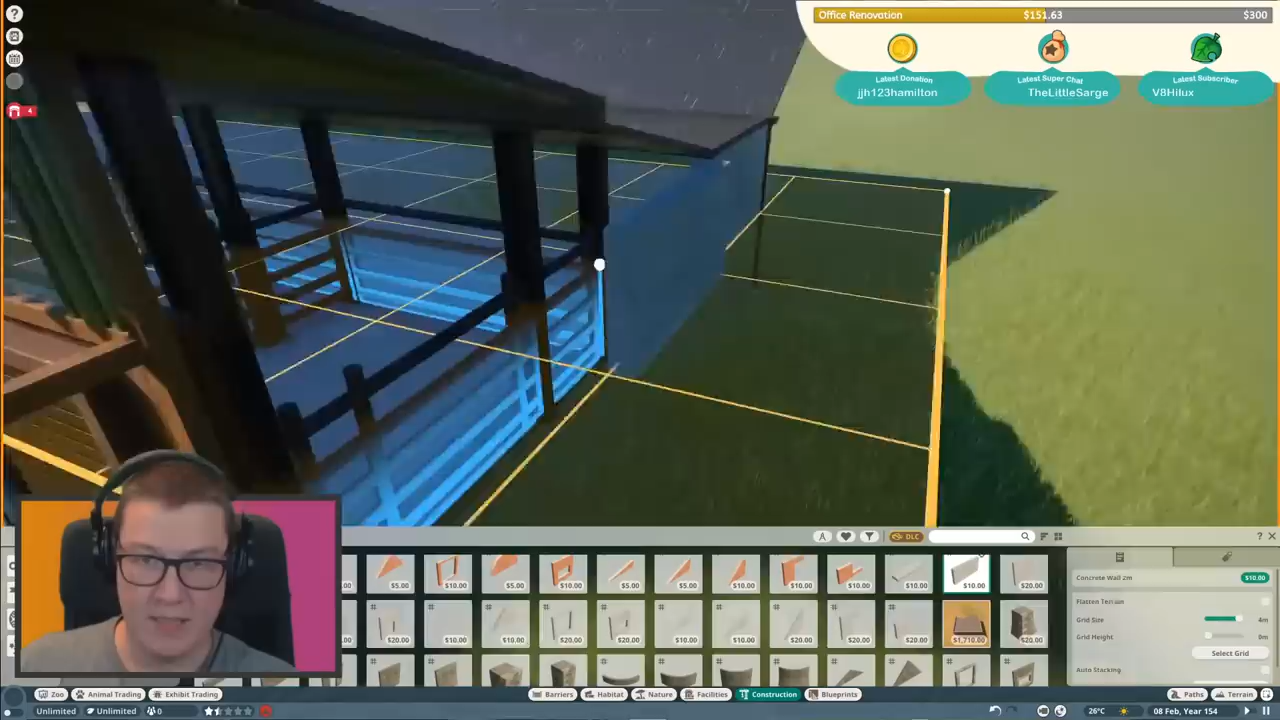 Office Renovation $151.63 $300
Latest Donation
jjh123hamilton
Latest Super Chat
TheLittleSarge
Latest Subscriber
V8Hilux
?
4
A DLC ? X
$5.00 $10.00 $5.00 $10.00 $5.00 $5.00 $10.00 $10.00 $10.00 $10.00 $10.00 $20.00
$20.00 $10.00 $20.00 $20.00 $10.00 $10.00 $10.00 $20.00 $1,710.00 $20.00
Concrete Wall 2m $10.00
Flatten Terrain
Grid Size 4m
Grid Height 0m
Select Grid
Auto Stacking
Zoo Animal Trading Exhibit Trading Barriers Habitat Nature Facilities Construction Blueprints Paths Terrain
Unlimited Unlimited 0 26°C 08 Feb, Year 154